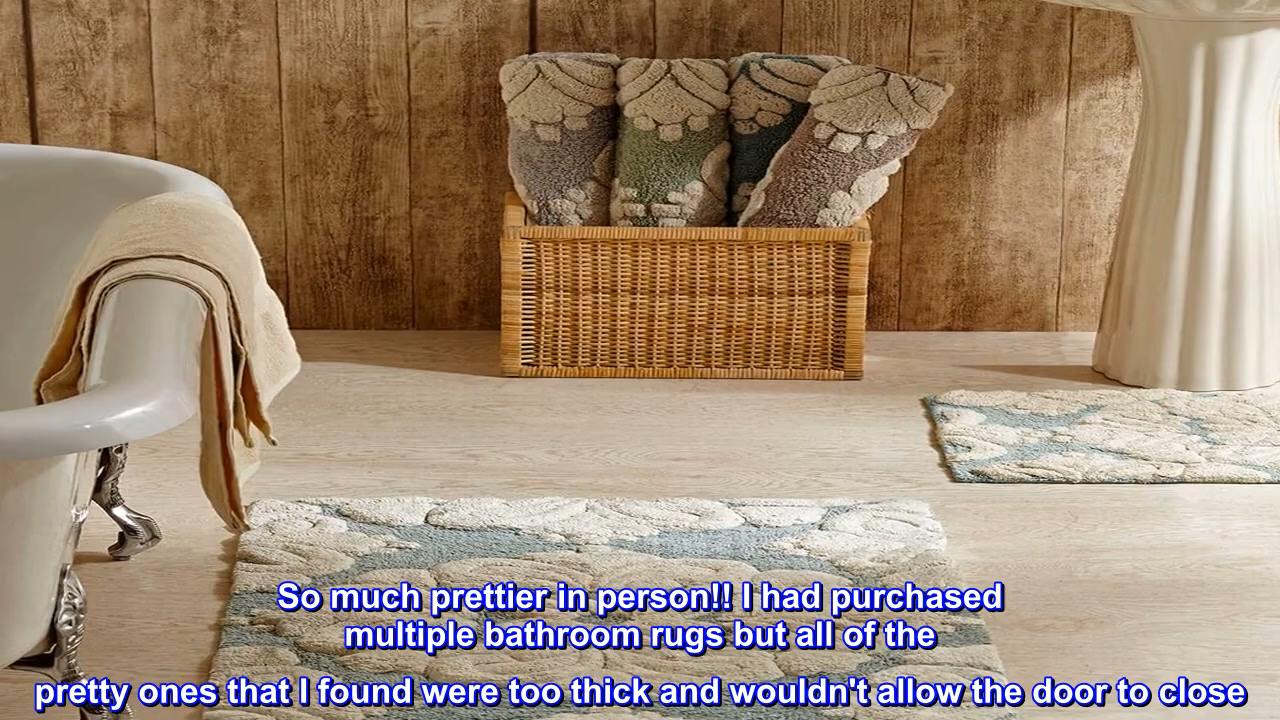 So much prettier in person!! I had purchased
multiple bathroom rugs but all of the
pretty ones that I found were too thick and wouldn't allow the door to close